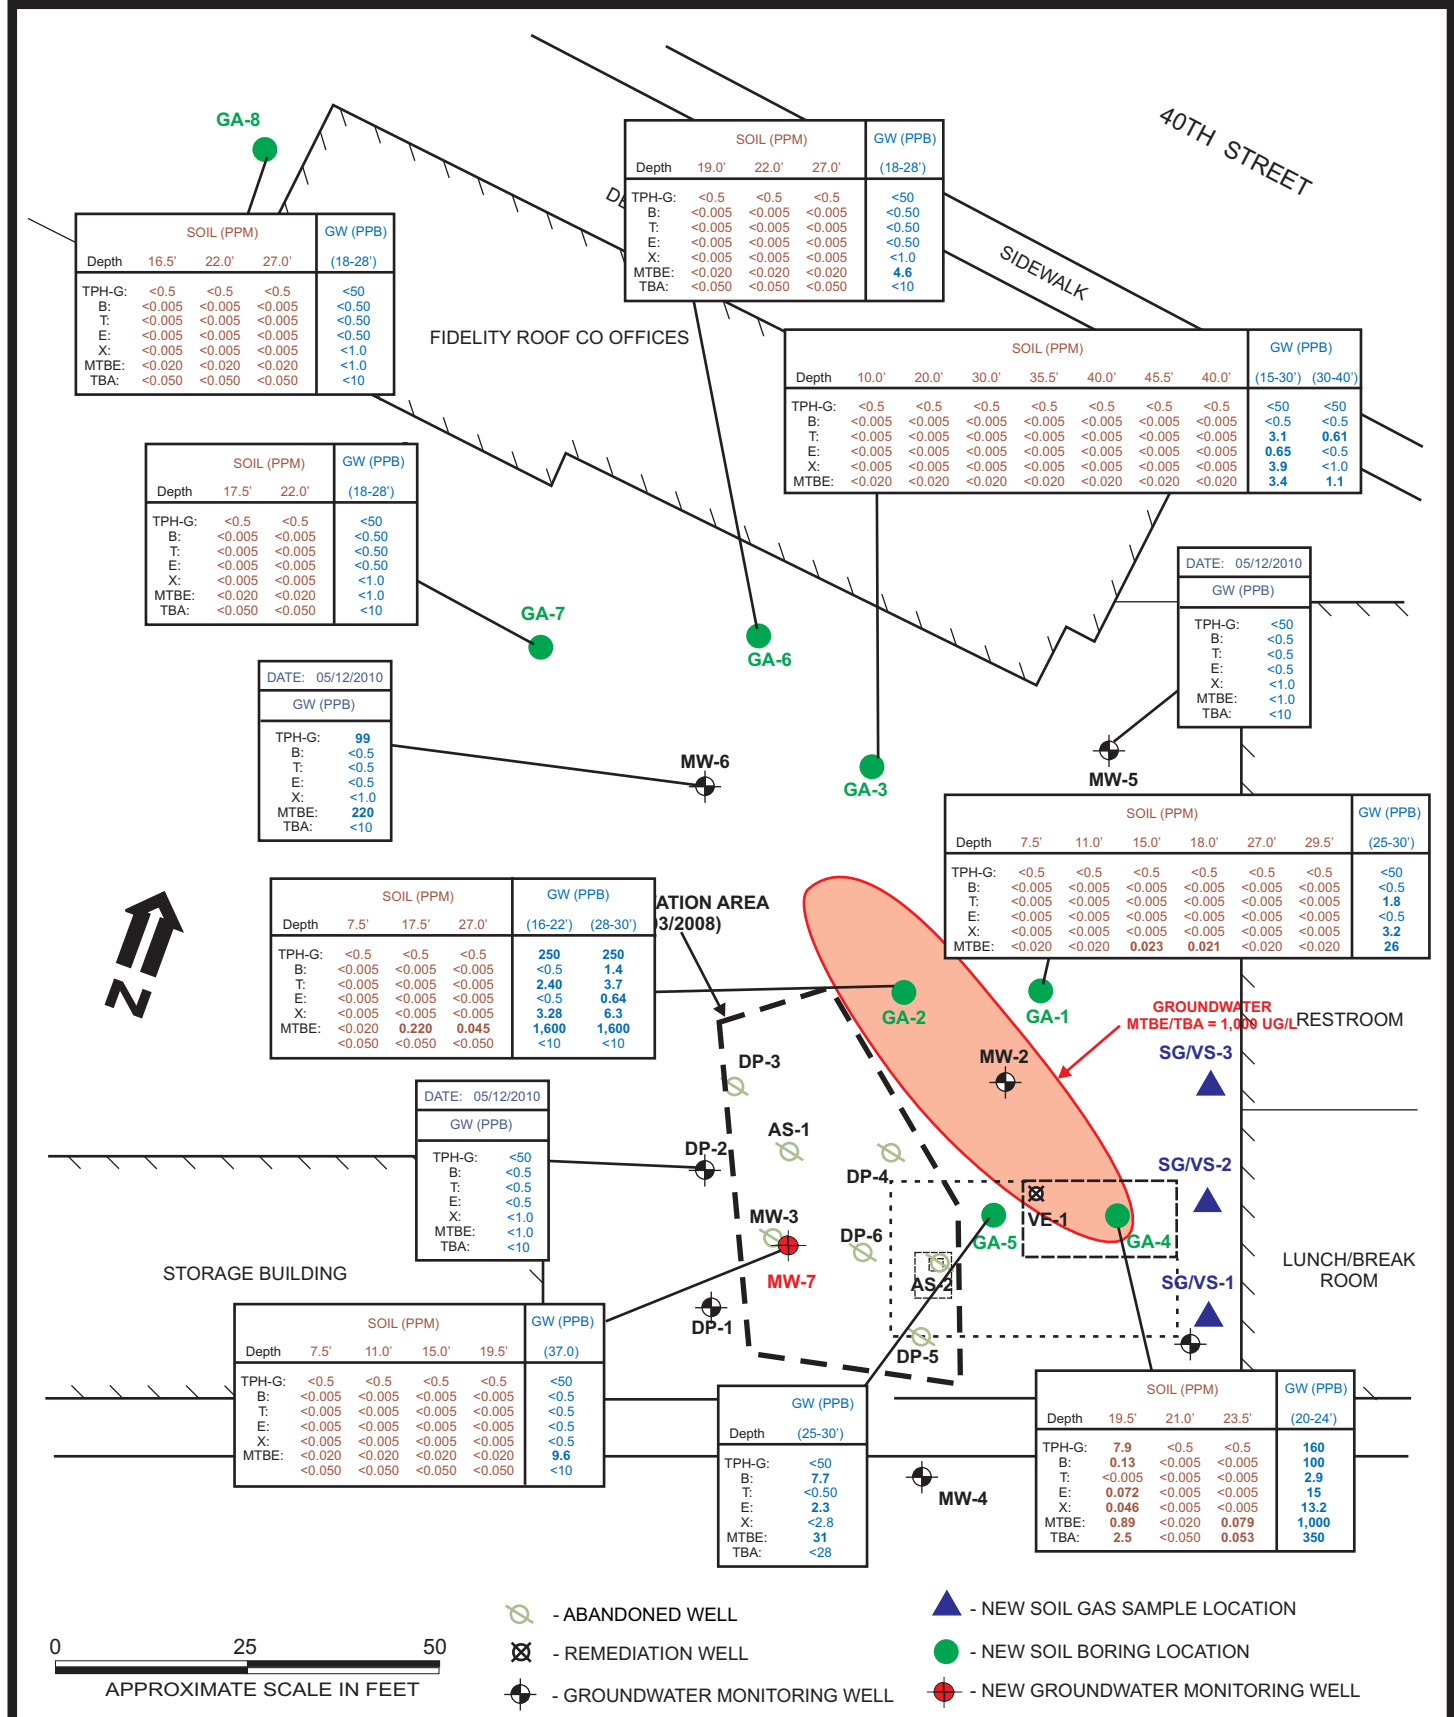 GA-8
40TH STREET
SOIL (PPM) GW (PPB)
Depth 19.0' 22.0' 27.0' (18-28')
TPH-G: <0.5 <0.5 <0.5 <50
B: <0.005 <0.005 <0.005 <0.50
T: <0.005 <0.005 <0.005 <0.50
E: <0.005 <0.005 <0.005 <0.50
X: <0.005 <0.005 <0.005 <1.0
MTBE: <0.020 <0.020 <0.020 4.6
TBA: <0.050 <0.050 <0.050 <10
SIDEWALK
SOIL (PPM) GW (PPB)
Depth 16.5' 22.0' 27.0' (18-28')
TPH-G: <0.5 <0.5 <0.5 <50
B: <0.005 <0.005 <0.005 <0.50
T: <0.005 <0.005 <0.005 <0.50
E: <0.005 <0.005 <0.005 <0.50
X: <0.005 <0.005 <0.005 <1.0
MTBE: <0.020 <0.020 <0.020 <1.0
TBA: <0.050 <0.050 <0.050 <10
FIDELITY ROOF CO OFFICES
SOIL (PPM) GW (PPB)
Depth 10.0' 20.0' 30.0' 35.5' 40.0' 45.5' 40.0' (15-30') (30-40')
TPH-G: <0.5 <0.5 <0.5 <0.5 <0.5 <0.5 <0.5 <50 <50
B: <0.005 <0.005 <0.005 <0.005 <0.005 <0.005 <0.005 <0.5 <0.5
T: <0.005 <0.005 <0.005 <0.005 <0.005 <0.005 <0.005 3.1 0.61
E: <0.005 <0.005 <0.005 <0.005 <0.005 <0.005 <0.005 0.65 <0.5
X: <0.005 <0.005 <0.005 <0.005 <0.005 <0.005 <0.005 3.9 <1.0
MTBE: <0.020 <0.020 <0.020 <0.020 <0.020 <0.020 <0.020 3.4 1.1
SOIL (PPM) GW (PPB)
Depth 17.5' 22.0' (18-28')
TPH-G: <0.5 <0.5 <50
B: <0.005 <0.005 <0.50
T: <0.005 <0.005 <0.50
E: <0.005 <0.005 <0.50
X: <0.005 <0.005 <1.0
MTBE: <0.020 <0.020 <1.0
TBA: <0.050 <0.050 <10
GA-7
GA-6
DATE: 05/12/2010
GW (PPB)
TPH-G: <50
B: <0.5
T: <0.5
E: <0.5
X: <1.0
MTBE: <1.0
TBA: <10
DATE: 05/12/2010
GW (PPB)
TPH-G: 99
B: <0.5
T: <0.5
E: <0.5
X: <1.0
MTBE: 220
TBA: <10
MW-6
GA-3
MW-5
SOIL (PPM) GW (PPB)
Depth 7.5' 11.0' 15.0' 18.0' 27.0' 29.5' (25-30')
TPH-G: <0.5 <0.5 <0.5 <0.5 <0.5 <0.5 <50
B: <0.005 <0.005 <0.005 <0.005 <0.005 <0.005 <0.5
T: <0.005 <0.005 <0.005 <0.005 <0.005 <0.005 1.8
E: <0.005 <0.005 <0.005 <0.005 <0.005 <0.005 <0.5
X: <0.005 <0.005 <0.005 <0.005 <0.005 <0.005 3.2
MTBE: <0.020 <0.020 0.023 0.021 <0.020 <0.020 26
SOIL (PPM) GW (PPB)
Depth 7.5' 17.5' 27.0' (16-22') (28-30')
TPH-G: <0.5 <0.5 <0.5 250 250
B: <0.005 <0.005 <0.005 <0.5 1.4
T: <0.005 <0.005 <0.005 2.40 3.7
E: <0.005 <0.005 <0.005 <0.5 0.64
X: <0.005 <0.005 <0.005 3.28 6.3
MTBE: <0.020 0.220 0.045 1,600 1,600
<0.050 <0.050 <0.050 <10 <10
ATION AREA
03/2008)
N
GA-2
GA-1
GROUNDWATER
MTBE/TBA = 1,000 UG/L
RESTROOM
SG/VS-3
MW-2
DP-3
AS-1
DP-2
DP-4
SG/VS-2
DATE: 05/12/2010
GW (PPB)
TPH-G: <50
B: <0.5
T: <0.5
E: <0.5
X: <1.0
MTBE: <1.0
TBA: <10
MW-3
DP-6
VE-1
GA-5
GA-4
MW-7
AS-2
SG/VS-1
LUNCH/BREAK
ROOM
STORAGE BUILDING
DP-1
DP-5
SOIL (PPM) GW (PPB)
Depth 7.5' 11.0' 15.0' 19.5' (37.0)
TPH-G: <0.5 <0.5 <0.5 <0.5 <50
B: <0.005 <0.005 <0.005 <0.005 <0.5
T: <0.005 <0.005 <0.005 <0.005 <0.5
E: <0.005 <0.005 <0.005 <0.005 <0.5
X: <0.005 <0.005 <0.005 <0.005 <0.5
MTBE: <0.020 <0.020 <0.020 <0.020 9.6
<0.050 <0.050 <0.050 <0.050 <10
GW (PPB)
Depth (25-30')
TPH-G: <50
B: 7.7
T: <0.50
E: 2.3
X: <2.8
MTBE: 31
TBA: <28
MW-4
SOIL (PPM) GW (PPB)
Depth 19.5' 21.0' 23.5' (20-24')
TPH-G: 7.9 <0.5 <0.5 160
B: 0.13 <0.005 <0.005 100
T: <0.005 <0.005 <0.005 2.9
E: 0.072 <0.005 <0.005 15
X: 0.046 <0.005 <0.005 13.2
MTBE: 0.89 <0.020 0.079 1,000
TBA: 2.5 <0.050 0.053 350
- ABANDONED WELL
- REMEDIATION WELL
- GROUNDWATER MONITORING WELL
- NEW SOIL GAS SAMPLE LOCATION
- NEW SOIL BORING LOCATION
- NEW GROUNDWATER MONITORING WELL
0 25 50
APPROXIMATE SCALE IN FEET